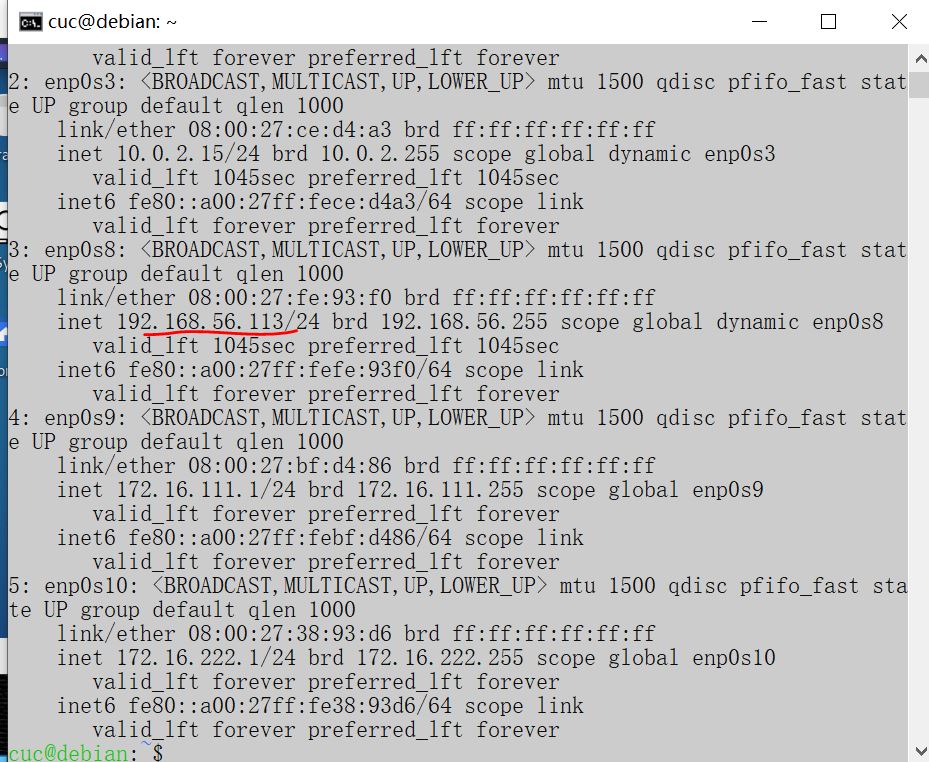 cuc@debian: ~
valid_lft forever preferred_lft forever
2: enp0s3: <BROADCAST,MULTICAST,UP,LOWER_UP> mtu 1500 qdisc pfifo_fast stat
e UP group default qlen 1000
link/ether 08:00:27:ce:d4:a3 brd ff:ff:ff:ff:ff:ff
inet 10.0.2.15/24 brd 10.0.2.255 scope global dynamic enp0s3
valid_lft 1045sec preferred_lft 1045sec
inet6 fe80::a00:27ff:fece:d4a3/64 scope link
valid_lft forever preferred_lft forever
3: enp0s8: <BROADCAST,MULTICAST,UP,LOWER_UP> mtu 1500 qdisc pfifo_fast stat
e UP group default qlen 1000
link/ether 08:00:27:fe:93:f0 brd ff:ff:ff:ff:ff:ff
inet 192.168.56.113/24 brd 192.168.56.255 scope global dynamic enp0s8
valid_lft 1045sec preferred_lft 1045sec
inet6 fe80::a00:27ff:fefe:93f0/64 scope link
valid_lft forever preferred_lft forever
4: enp0s9: <BROADCAST,MULTICAST,UP,LOWER_UP> mtu 1500 qdisc pfifo_fast stat
e UP group default qlen 1000
link/ether 08:00:27:bf:d4:86 brd ff:ff:ff:ff:ff:ff
inet 172.16.111.1/24 brd 172.16.111.255 scope global enp0s9
valid_lft forever preferred_lft forever
inet6 fe80::a00:27ff:febf:d486/64 scope link
valid_lft forever preferred_lft forever
5: enp0s10: <BROADCAST,MULTICAST,UP,LOWER_UP> mtu 1500 qdisc pfifo_fast sta
te UP group default qlen 1000
link/ether 08:00:27:38:93:d6 brd ff:ff:ff:ff:ff:ff
inet 172.16.222.1/24 brd 172.16.222.255 scope global enp0s10
valid_lft forever preferred_lft forever
inet6 fe80::a00:27ff:fe38:93d6/64 scope link
valid_lft forever preferred_lft forever
cuc@debian:~$